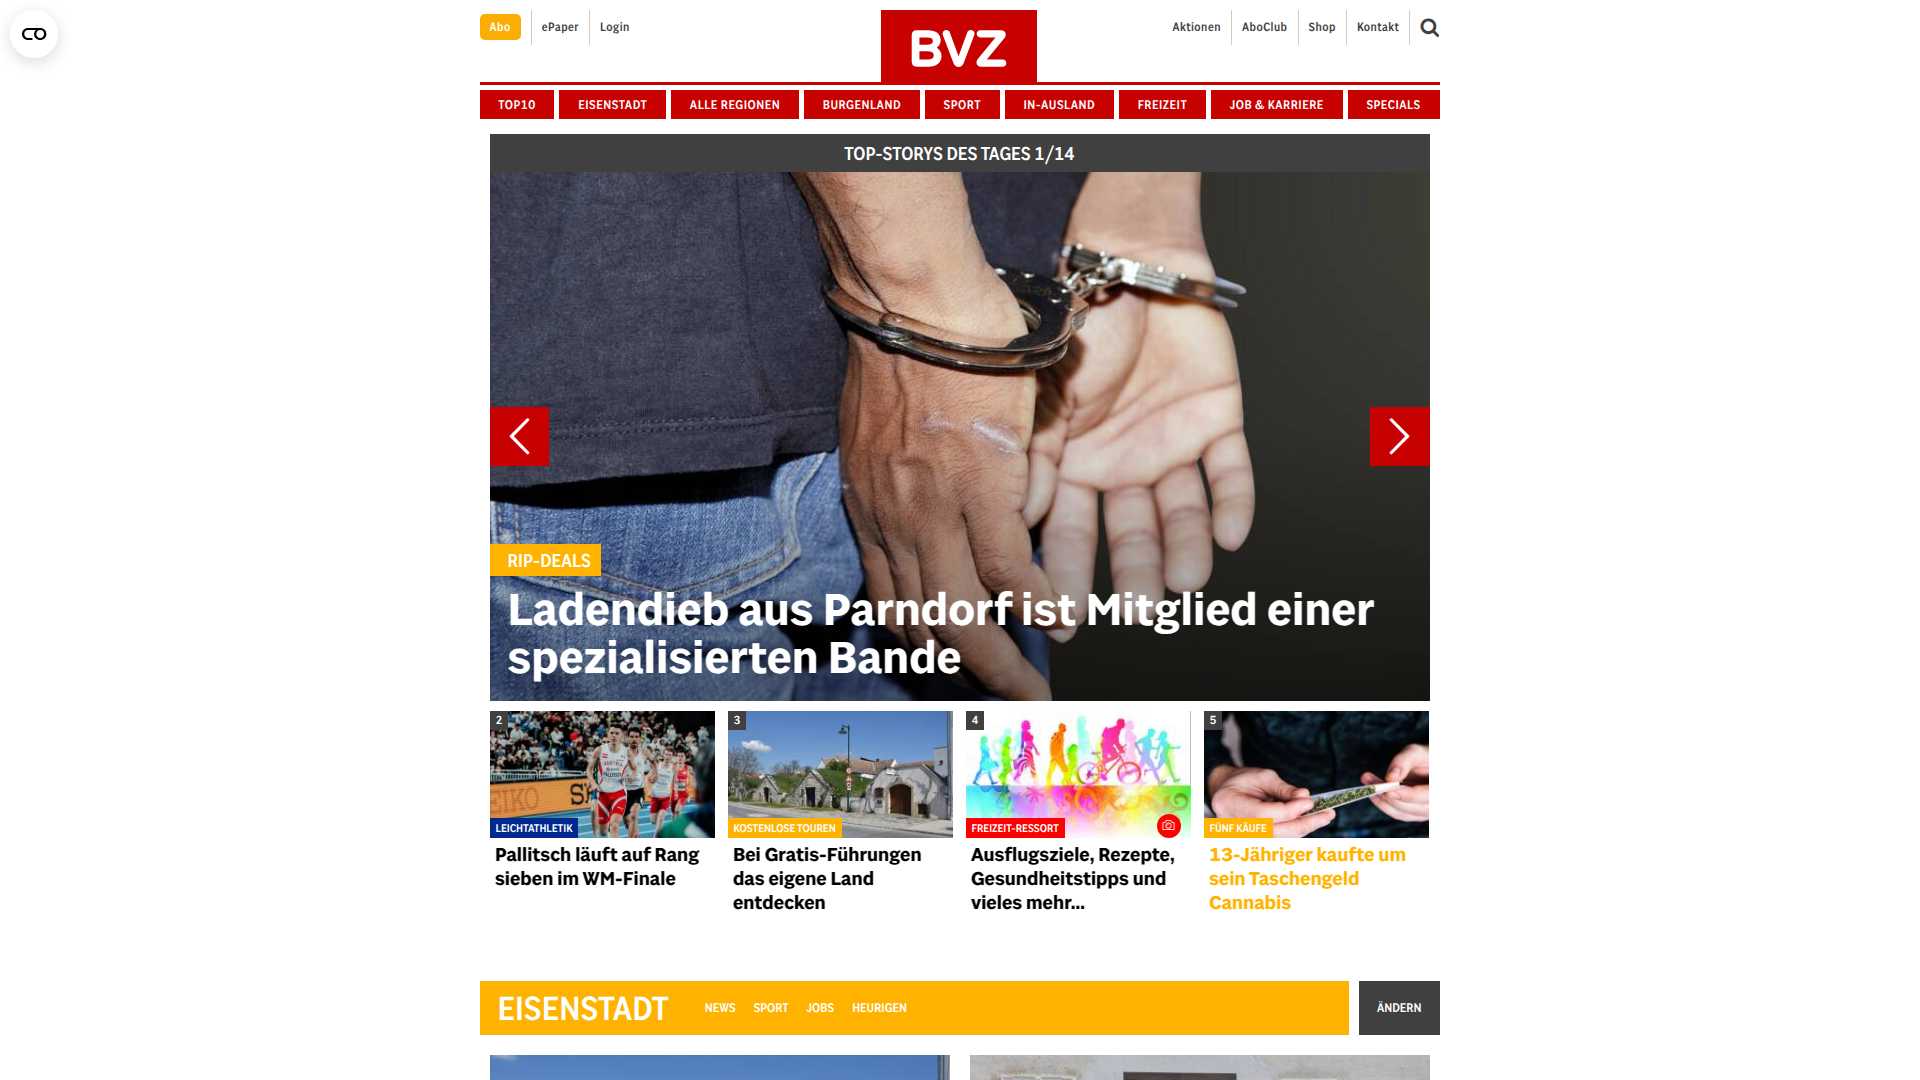 Abo
ePaper
Login
BVZ
Aktionen
AboClub
Shop
Kontakt
TOP10
EISENSTADT
ALLE REGIONEN
BURGENLAND
SPORT
IN-AUSLAND
FREIZEIT
JOB & KARRIERE
SPECIALS
TOP-STORYS DES TAGES 1/14
RIP-DEALS
Ladendieb aus Parndorf ist Mitglied einer
spezialisierten Bande
2
LEICHTATHLETIK
Pallitsch läuft auf Rang
sieben im WM-Finale
3
KOSTENLOSE TOUREN
Bei Gratis-Führungen
das eigene Land
entdecken
4
FREIZEIT-RESSORT
Ausflugsziele, Rezepte,
Gesundheitstipps und
vieles mehr...
5
FÜNF KÄUFE
13-Jähriger kaufte um
sein Taschengeld
Cannabis
EISENSTADT
NEWS
SPORT
JOBS
HEURIGEN
ÄNDERN